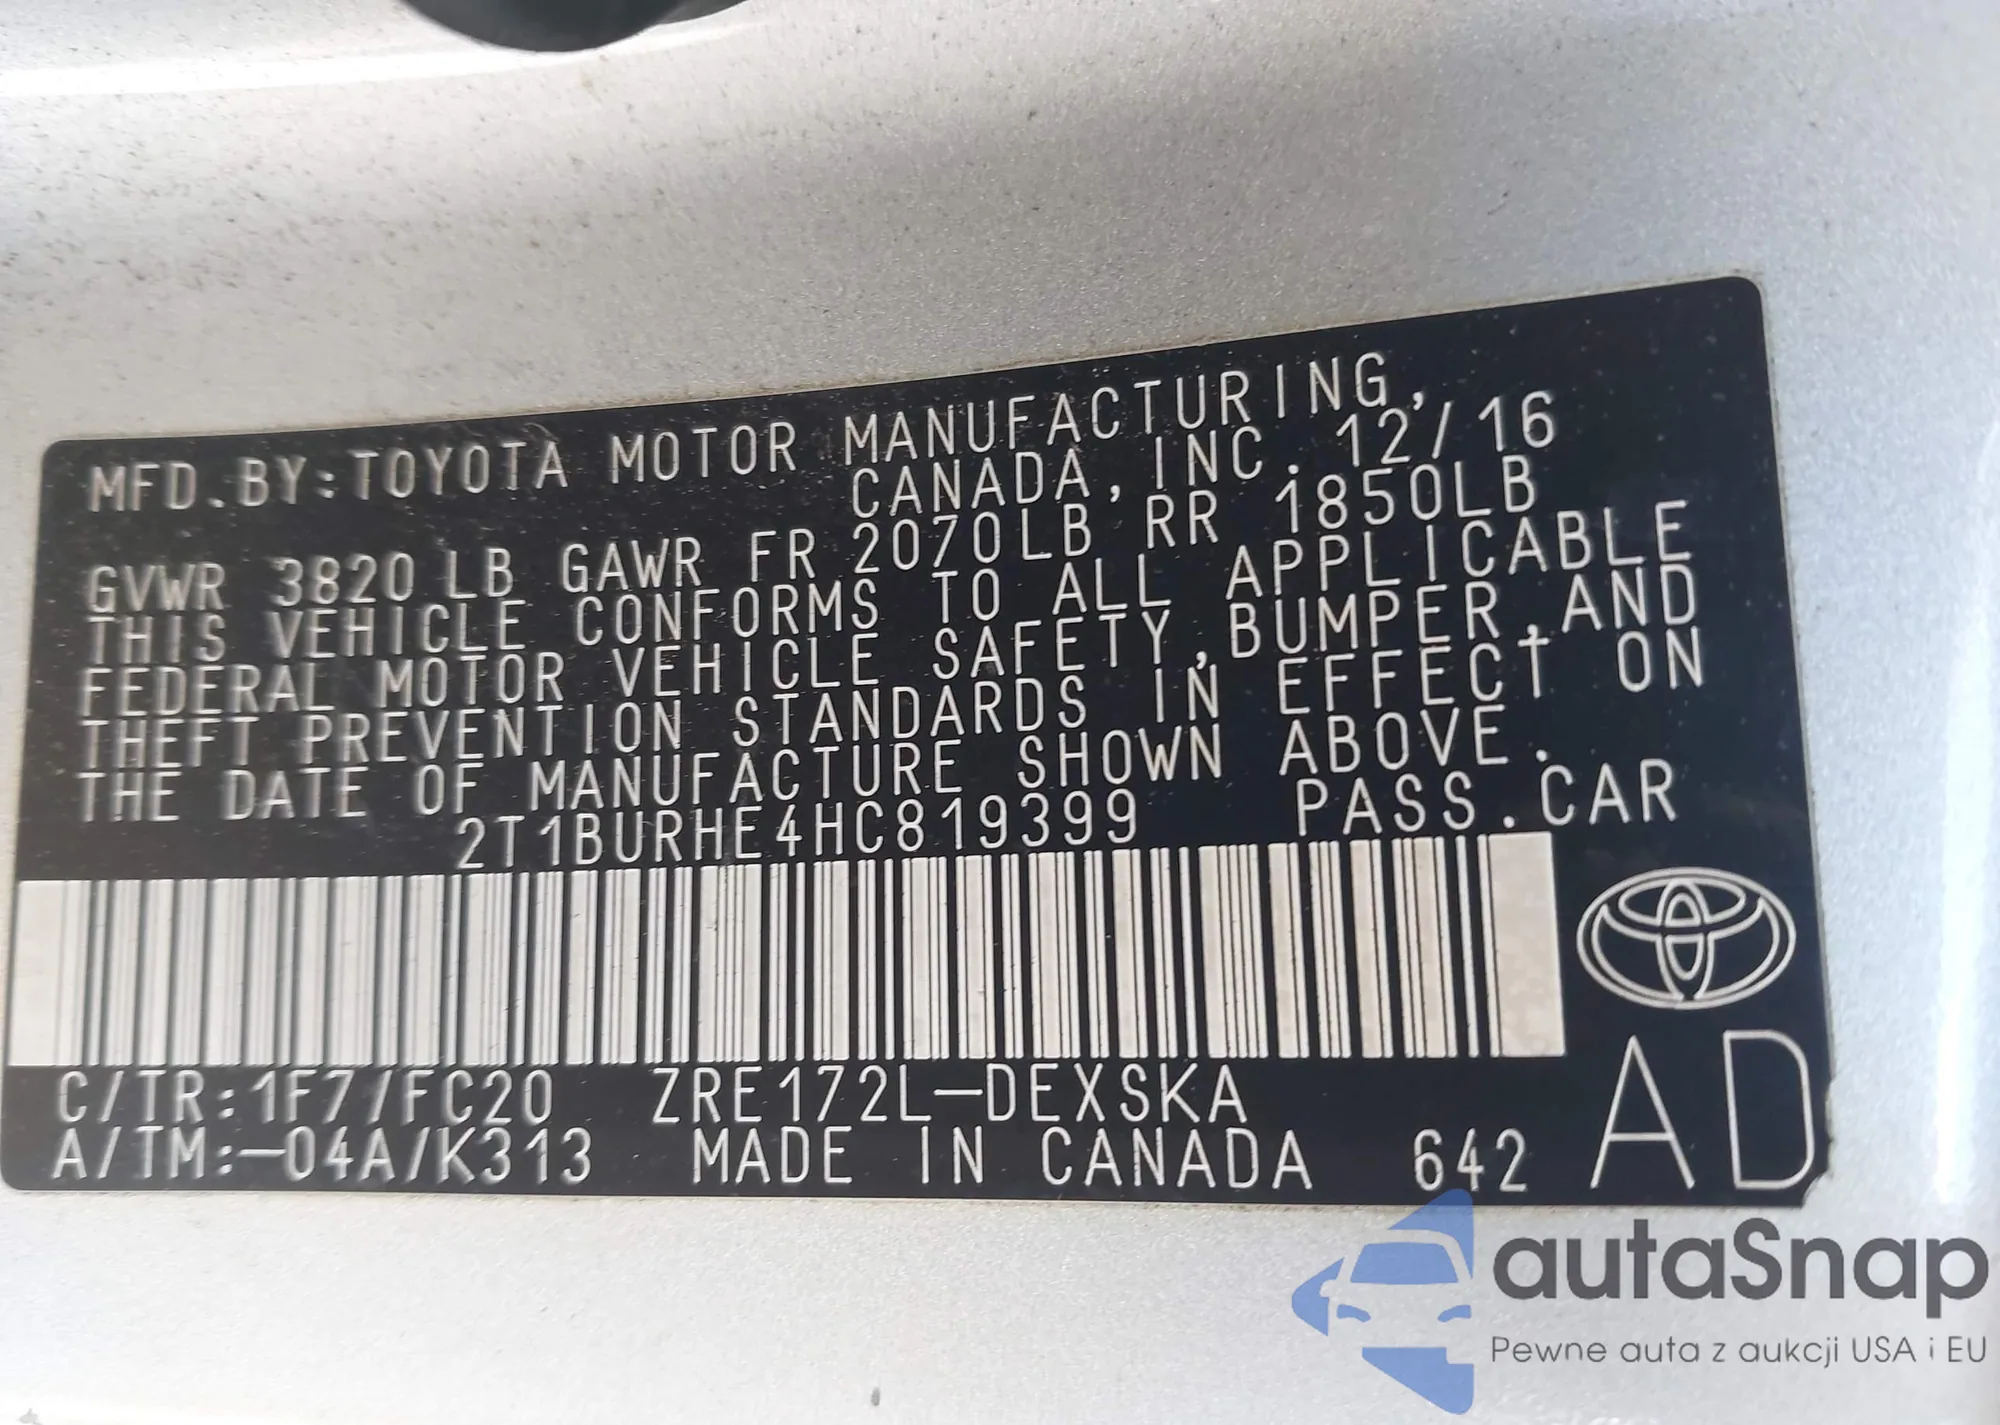 MFD.BY:TOYOTA MOTOR MANUFACTURING,
CANADA, INC. 12/16
GVWR 3820 LB GAWR FR 2070LB RR 1850LB
THIS VEHICLE CONFORMS TO ALL APPLICABLE
FEDERAL MOTOR VEHICLE SAFETY,BUMPER,AND
THEFT PREVENTION STANDARDS IN EFFECT ON
THE DATE OF MANUFACTURE SHOWN ABOVE.
2T1BURHE4HC819399 PASS.CAR
C/TR:1F7/FC20 ZRE172L-DEXSKA
A/TM:-04A/K313 MADE IN CANADA 642
AD
autaSnap
Pewne auta z aukcji USA i EU